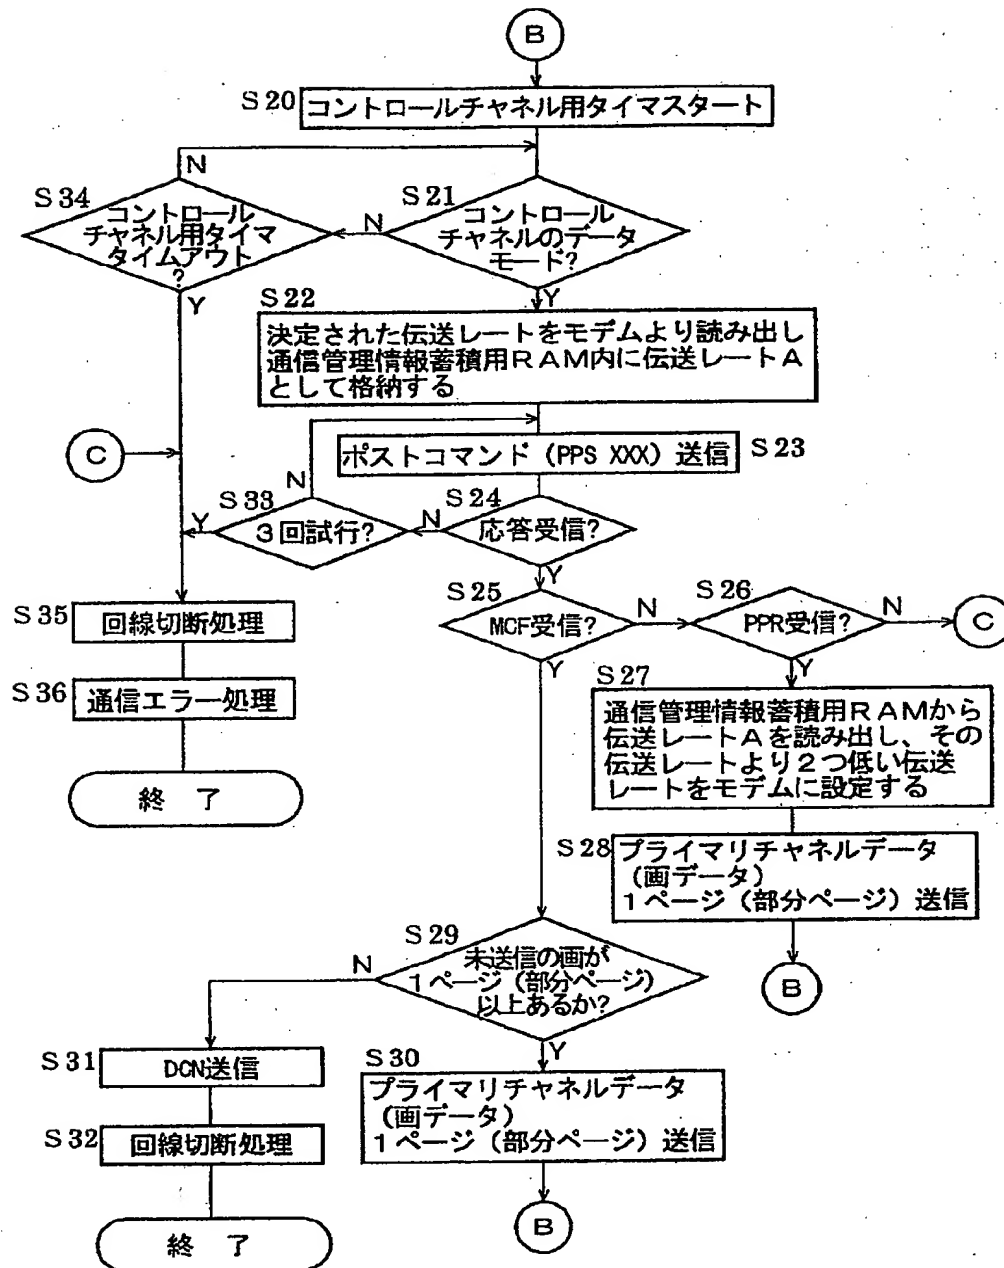 B
S20
コントロールチャネル用タイマスタート
N
S34
コントロール
チャネル用タイマ
タイムアウト
?
Y
N
S21
コントロール
チャネルのデータ
モード?
Y
S22
決定された伝送レートをモデムより読み出し
通信管理情報蓄積用RAM内に伝送レートA
として格納する
C
ポストコマンド (PPS XXX) 送信
S23
N
S33
3回試行?
Y
N
S24
応答受信?
Y
S25
MCF受信?
N
Y
S26
PPR受信?
N
C
Y
S35
回線切断処理
S36
通信エラー処理
終 了
S27
通信管理情報蓄積用RAMから
伝送レートAを読み出し、その
伝送レートより2つ低い伝送
レートをモデムに設定する
S28
プライマリチャネルデータ
(画データ)
1ページ (部分ページ) 送信
B
S29
未送信の画が
1ページ (部分ページ)
以上あるか?
N
Y
S31
DCN送信
S32
回線切断処理
終 了
S30
プライマリチャネルデータ
(画データ)
1ページ (部分ページ) 送信
B